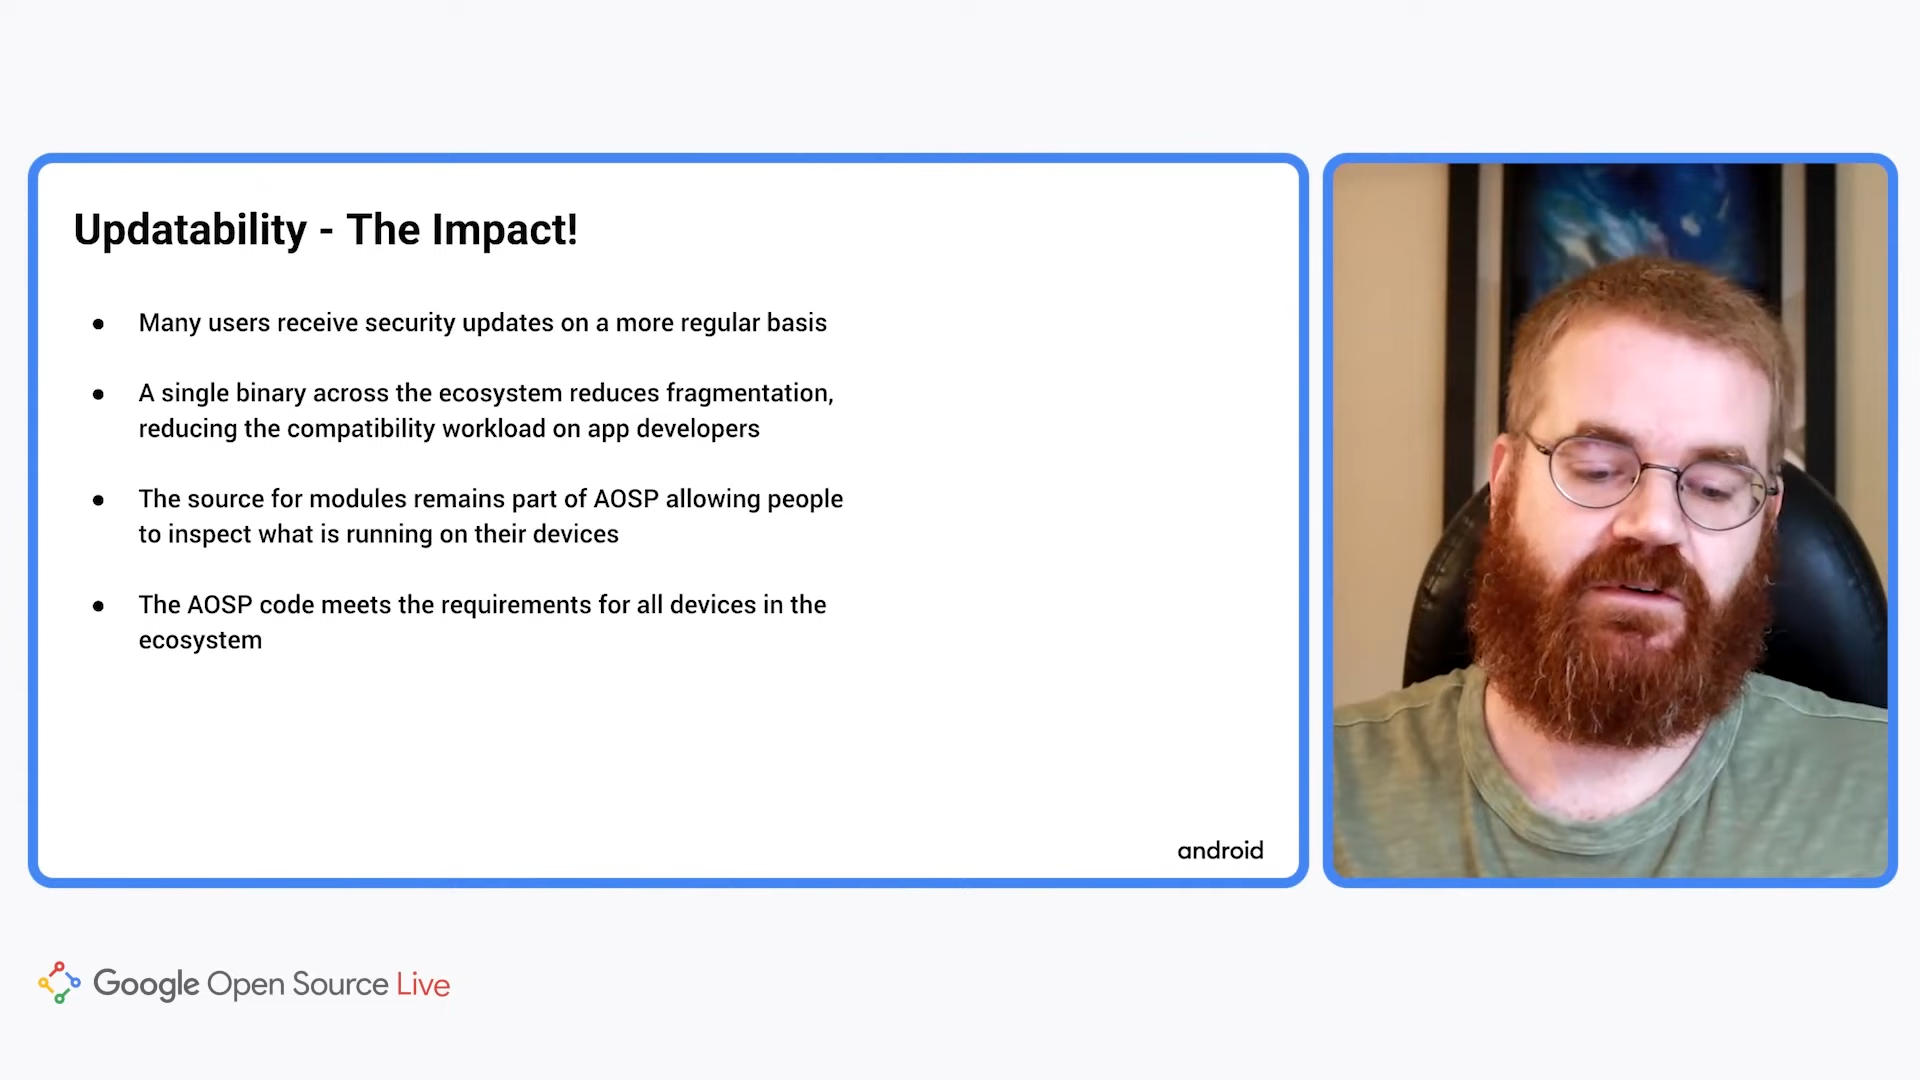 Updatability - The Impact!
● Many users receive security updates on a more regular basis
● A single binary across the ecosystem reduces fragmentation,
reducing the compatibility workload on app developers
● The source for modules remains part of AOSP allowing people
to inspect what is running on their devices
● The AOSP code meets the requirements for all devices in the
ecosystem
android
Google Open Source Live